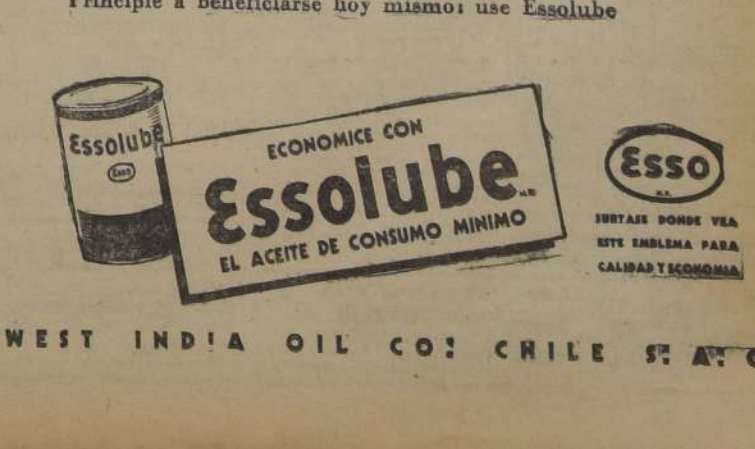 Principie a beneficiarse hoy mismo: use Essolube
Essolube
Esso
ECONOMICE CON
Essolube
M.R.
EL ACEITE DE CONSUMO MINIMO
Esso
M.R.
SURTASE DONDE VEA
ESTE EMBLEMA PARA
CALIDAD Y ECONOMIA
WEST INDIA OIL CO. CHILE S. A. C